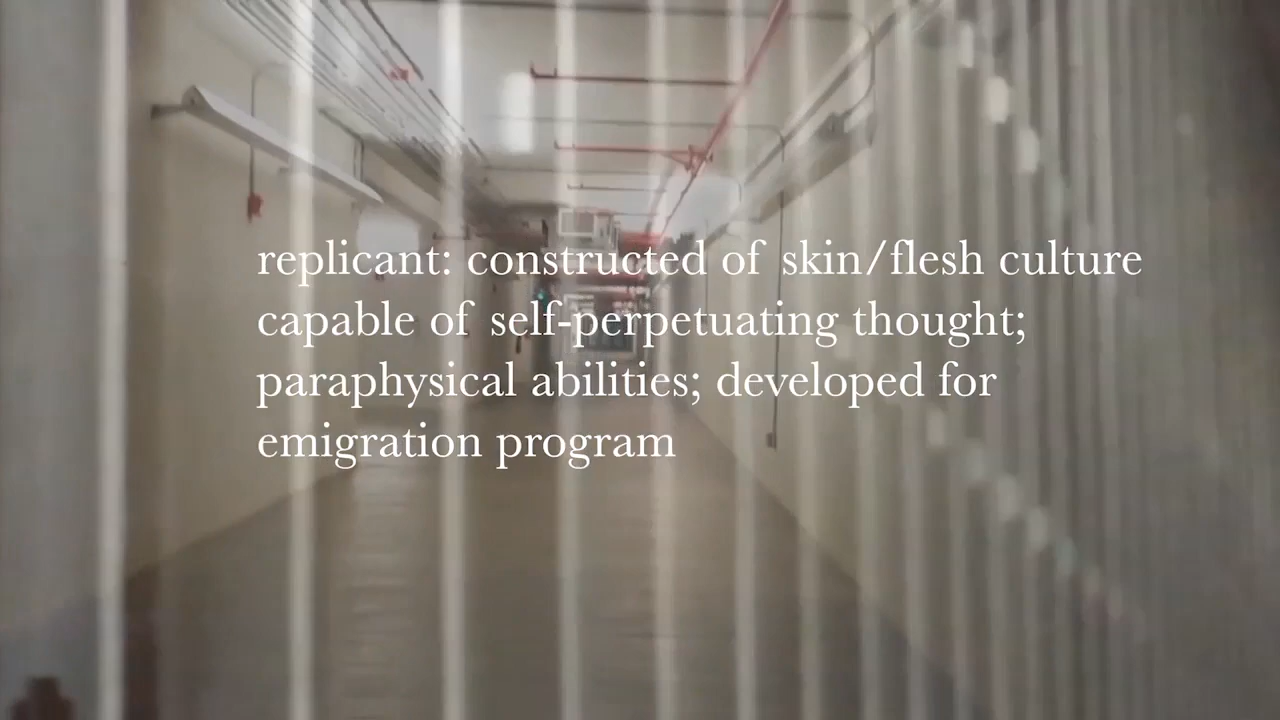 replicant: constructed of skin/flesh culture
capable of self-perpetuating thought;
paraphysical abilities; developed for
emigration program